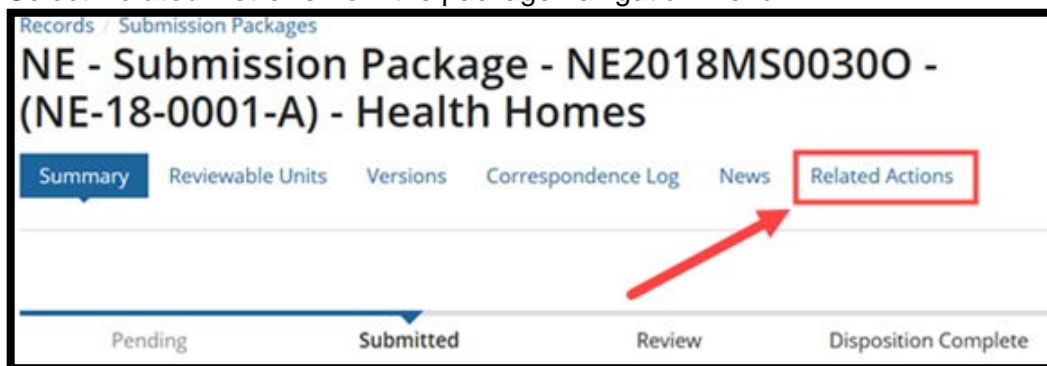 Records / Submission Packages
NE - Submission Package - NE2018MS0030O -
(NE-18-0001-A) - Health Homes
Summary Reviewable Units Versions Correspondence Log News Related Actions
Pending Submitted Review Disposition Complete